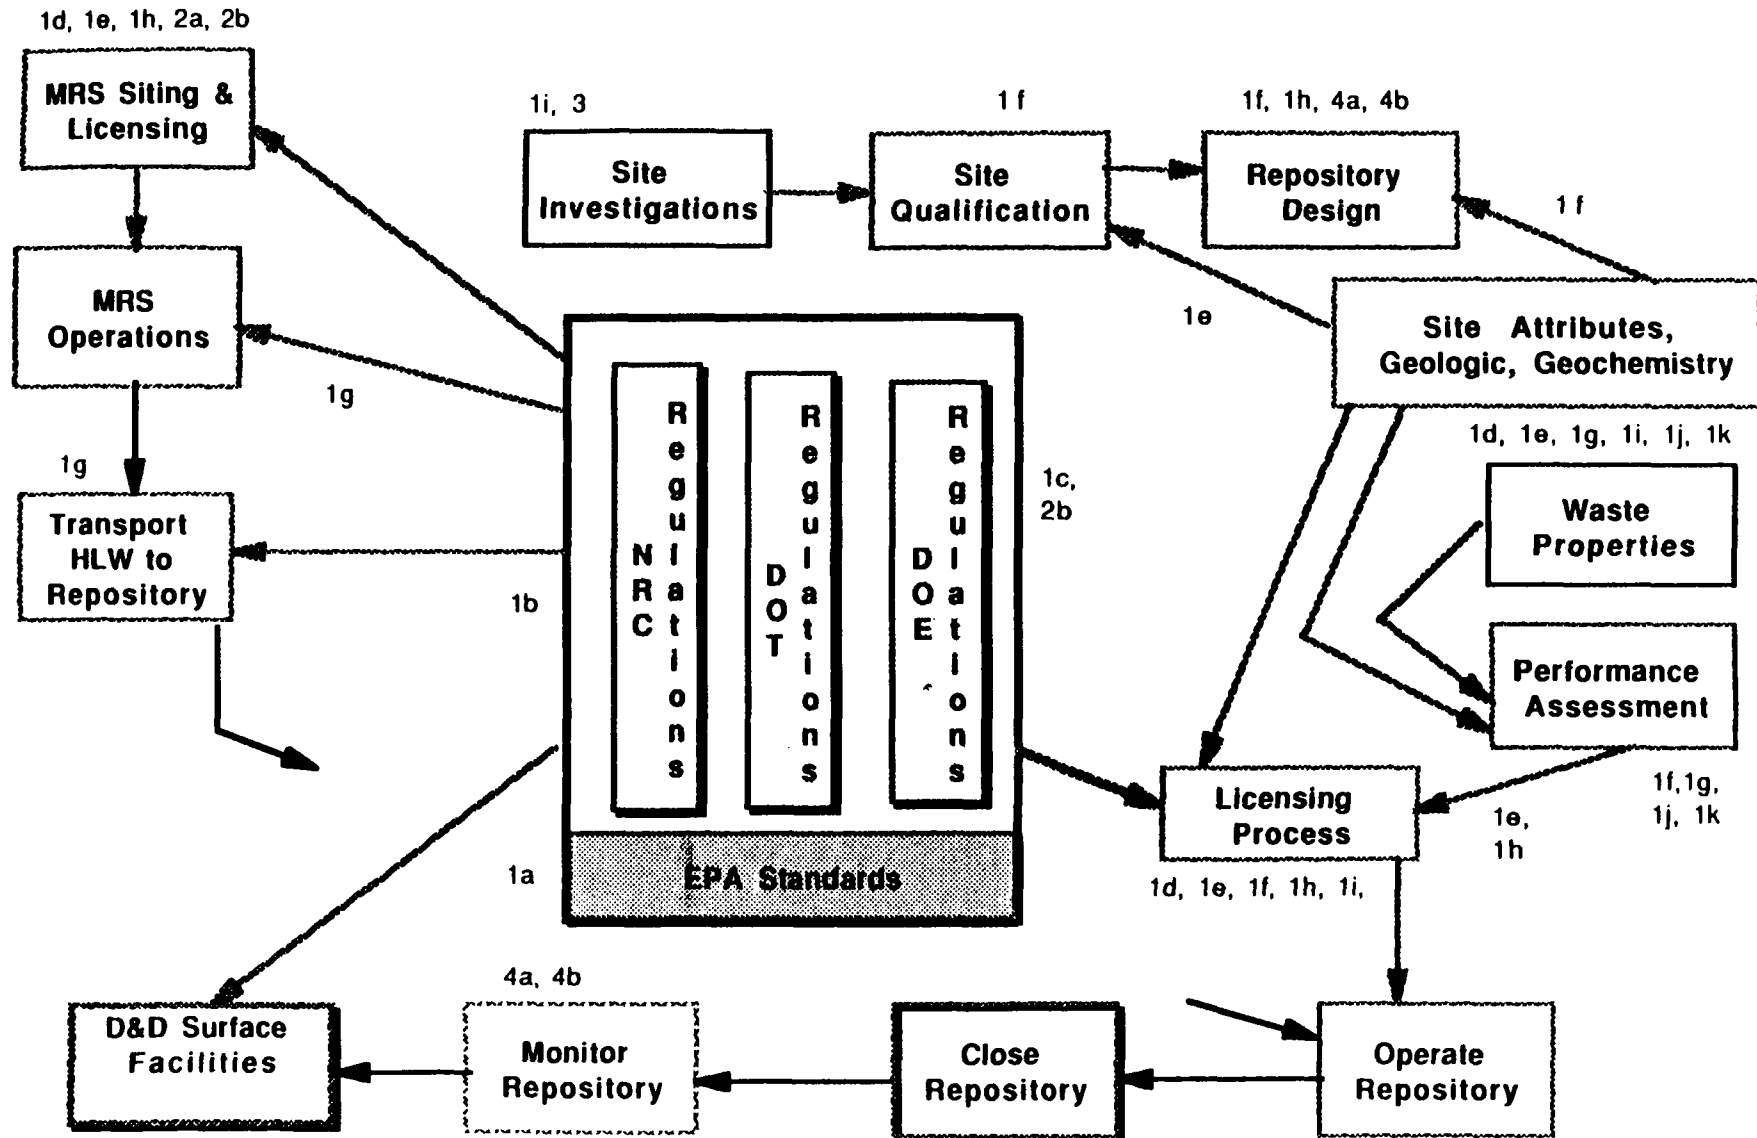 1d, 1e, 1h, 2a, 2b
MRS Siting &
Licensing
1i, 3
Site
Investigations
1f
Site
Qualification
1f, 1h, 4a, 4b
Repository
Design
1f
MRS
Operations
1g
1e
Site Attributes,
Geologic, Geochemistry
1d, 1e, 1g, 1i, 1j, 1k
1g
Transport
HLW to
Repository
1b
NRC
Regulations
DOT
Regulations
DOE
Regulations
1c,
2b
Waste
Properties
Performance
Assessment
1f,1g,
1j, 1k
1e,
1h
Licensing
Process
1d, 1e, 1f, 1h, 1i,
1a
EPA Standards
4a, 4b
D&D Surface
Facilities
Monitor
Repository
Close
Repository
Operate
Repository